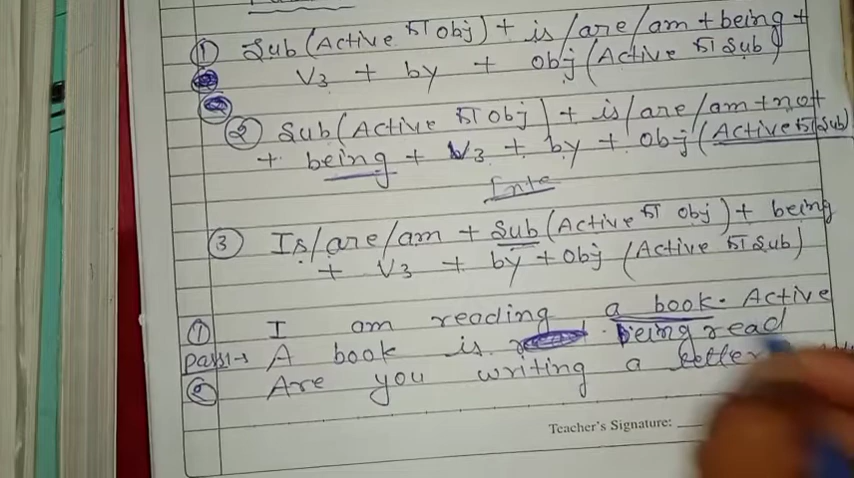 ① Sub (Active का obj) + is/are/am + being +
V3 + by + obj (Active का Sub)
② Sub (Active का obj) + is/are/am + not
+ being + V3 + by + obj (Active का Sub)
Inte
③ Is/are/am + Sub (Active का obj) + being
+ V3 + by + obj (Active का Sub)
① I am reading a book. Active
Pass:→ A book is being read
② Are you writing a letter
Teacher's Signature: